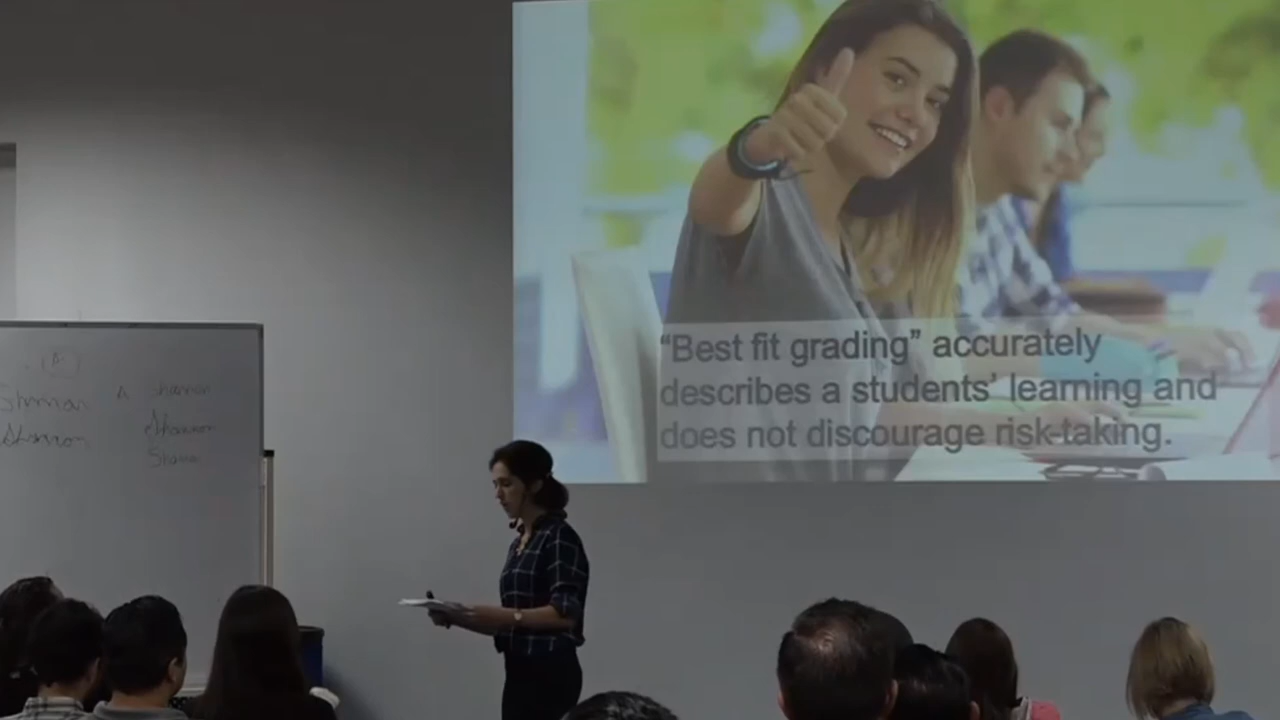 “Best fit grading” accurately
describes a students’ learning and
does not discourage risk-taking.
A
Shannon A Shannon
Shannon Shannon